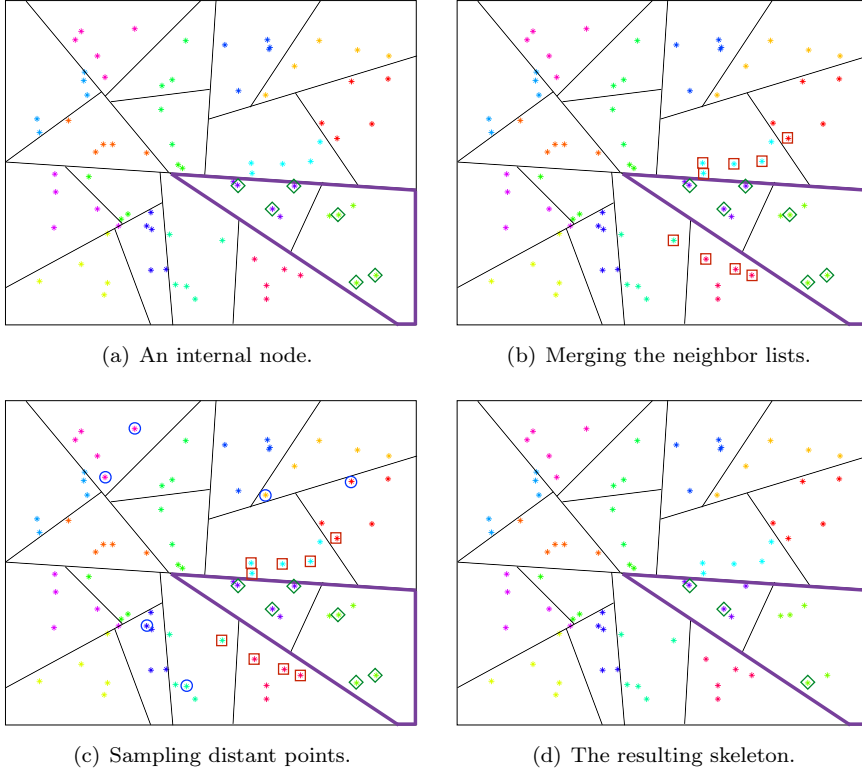 (a) An internal node.
(b) Merging the neighbor lists.
(c) Sampling distant points.
(d) The resulting skeleton.